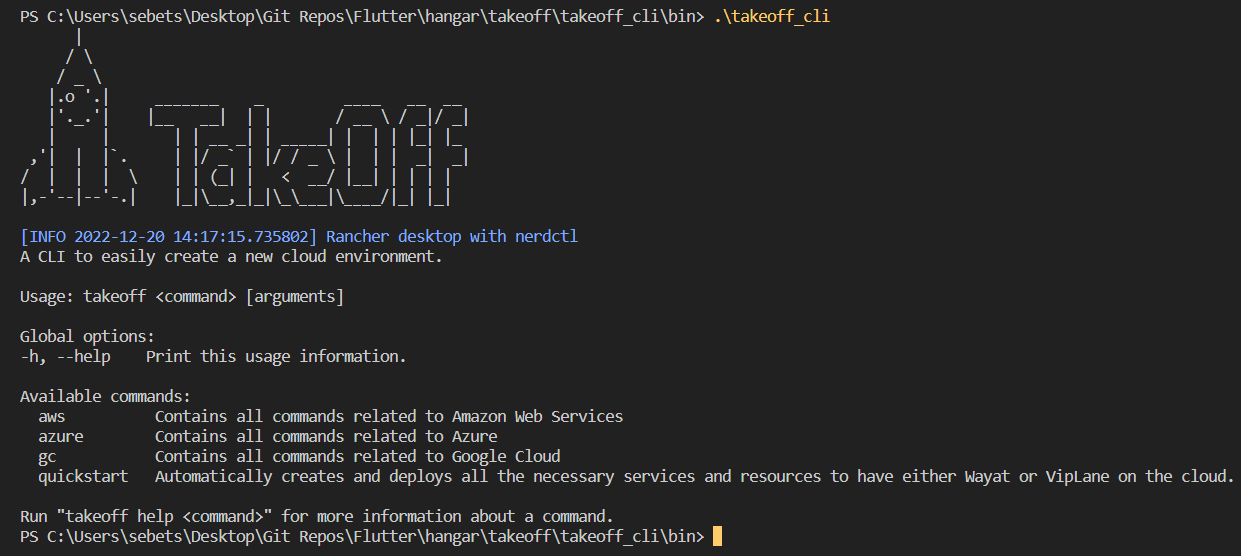 PS C:\Users\sebets\Desktop\Git Repos\Flutter\hangar\takeoff\takeoff_cli\bin> .\takeoff_cli
TakeOff
[INFO 2022-12-20 14:17:15.735802] Rancher desktop with nerdctl
A CLI to easily create a new cloud environment.
Usage: takeoff <command> [arguments]
Global options:
-h, --help    Print this usage information.
Available commands:
aws          Contains all commands related to Amazon Web Services
azure        Contains all commands related to Azure
gc           Contains all commands related to Google Cloud
quickstart   Automatically creates and deploys all the necessary services and resources to have either Wayat or VipLane on the cloud.
Run "takeoff help <command>" for more information about a command.
PS C:\Users\sebets\Desktop\Git Repos\Flutter\hangar\takeoff\takeoff_cli\bin>